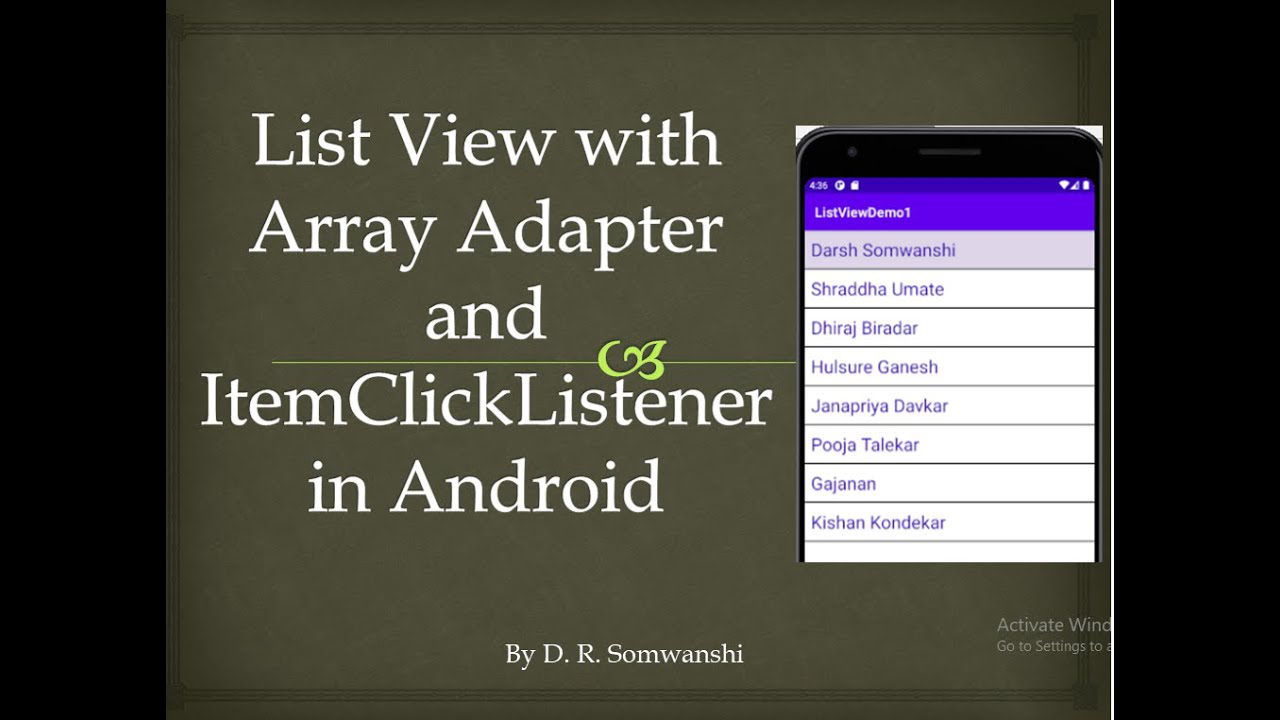 List View with
Array Adapter
and
ItemClickListener
in Android
By D. R. Somwanshi
4:36
ListViewDemo1
Darsh Somwanshi
Shraddha Umate
Dhiraj Biradar
Hulsure Ganesh
Janapriya Davkar
Pooja Talekar
Gajanan
Kishan Kondekar
Activate Wind
Go to Settings to a